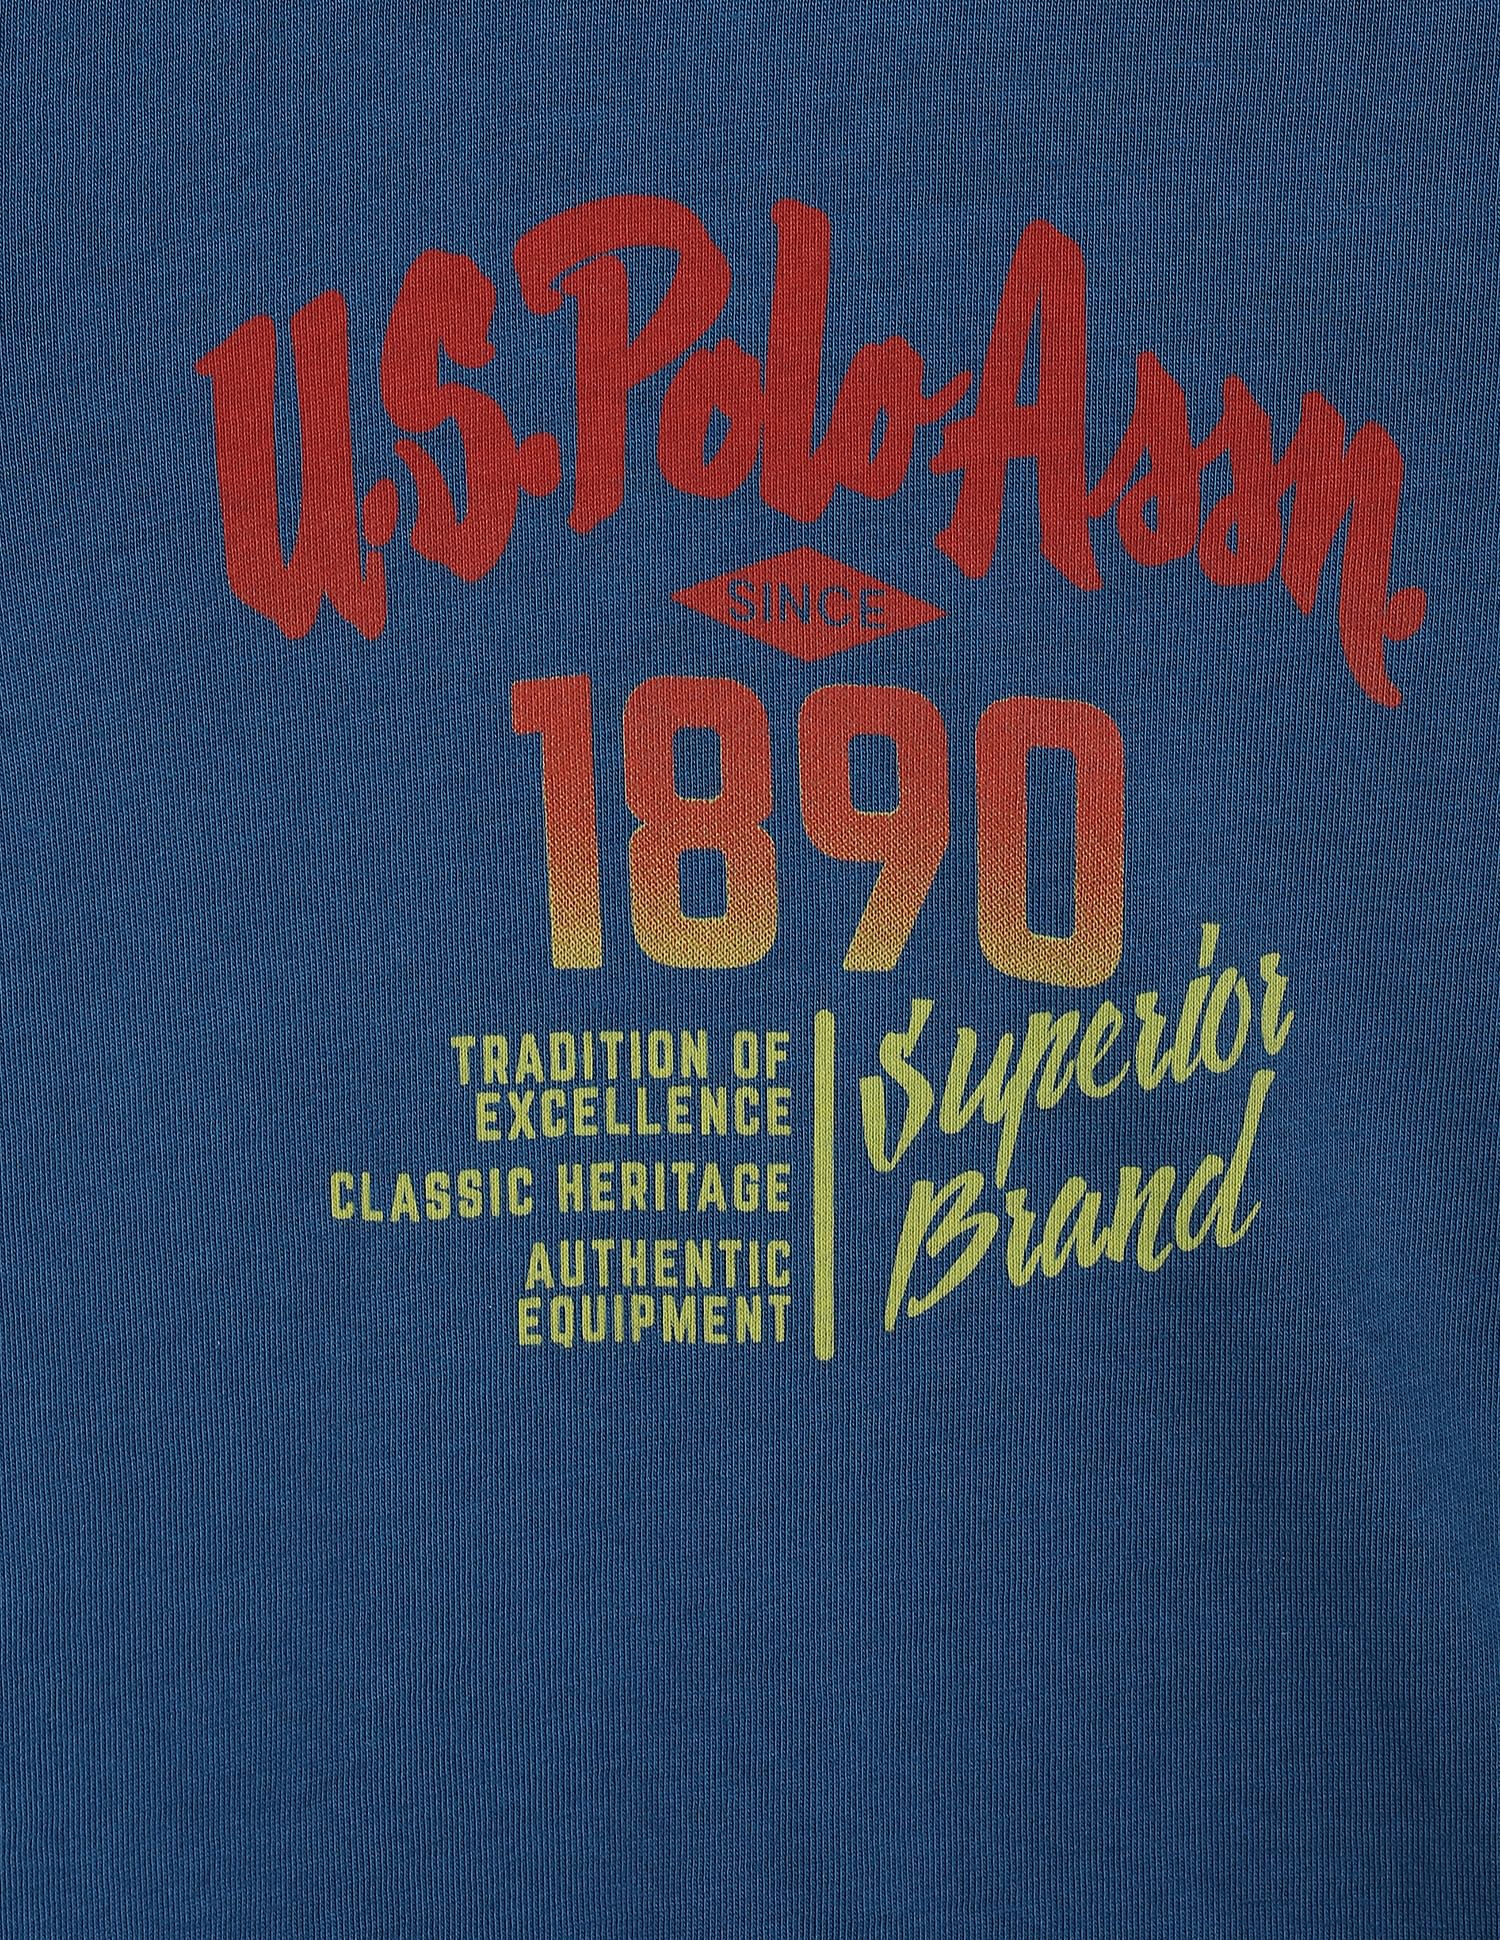 U.S. Polo Assn.
SINCE
1890
TRADITION OF
EXCELLENCE
CLASSIC HERITAGE
AUTHENTIC
EQUIPMENT
Superior
Brand